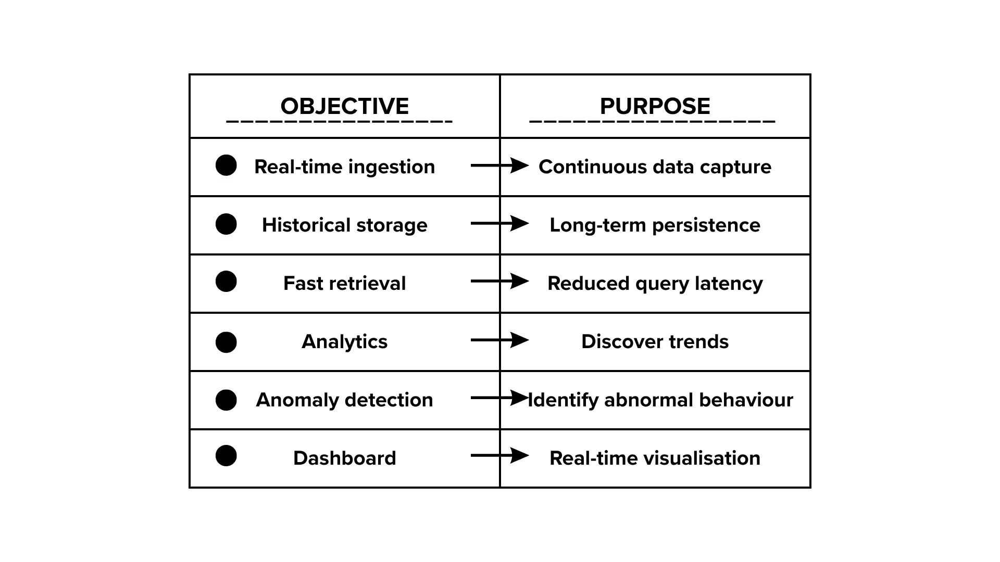 OBJECTIVE
PURPOSE
Real-time ingestion
Continuous data capture
Historical storage
Long-term persistence
Fast retrieval
Reduced query latency
Analytics
Discover trends
Anomaly detection
Identify abnormal behaviour
Dashboard
Real-time visualisation